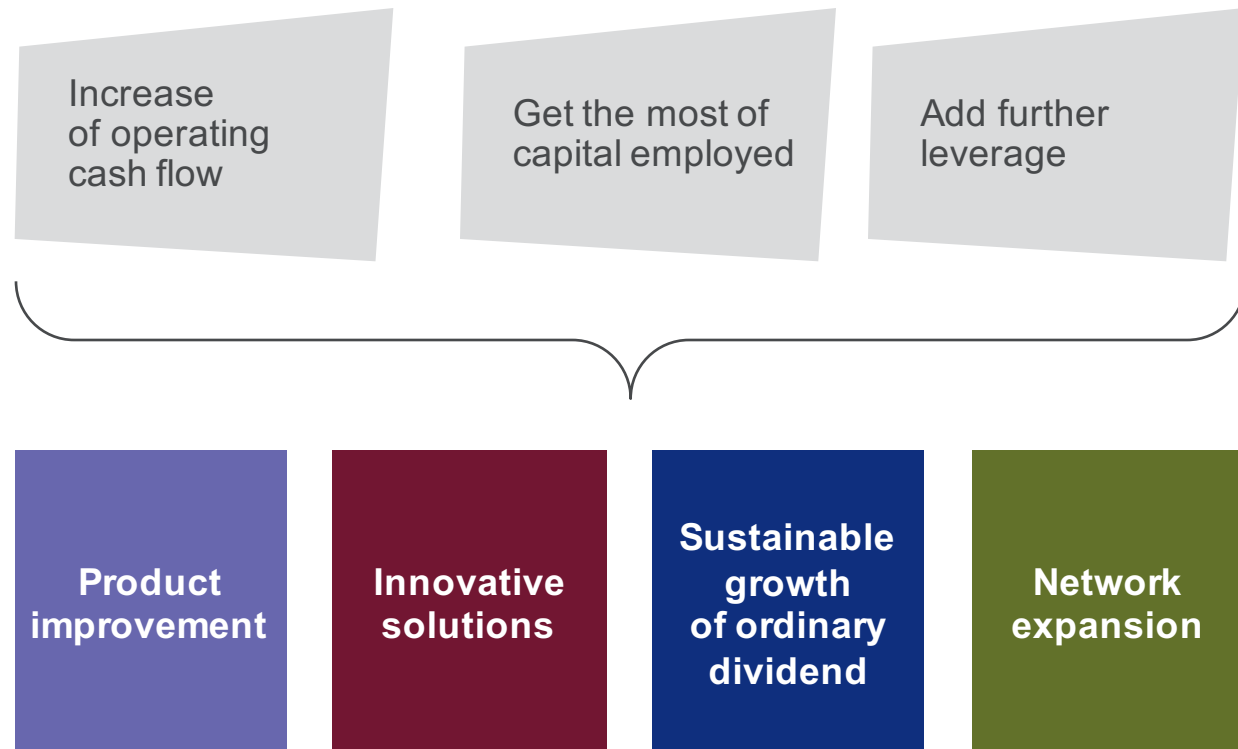 Increase
of operating
cash flow
Get the most of
capital employed
Add further
leverage
Product
improvement
Innovative
solutions
Sustainable
growth
of ordinary
dividend
Network
expansion